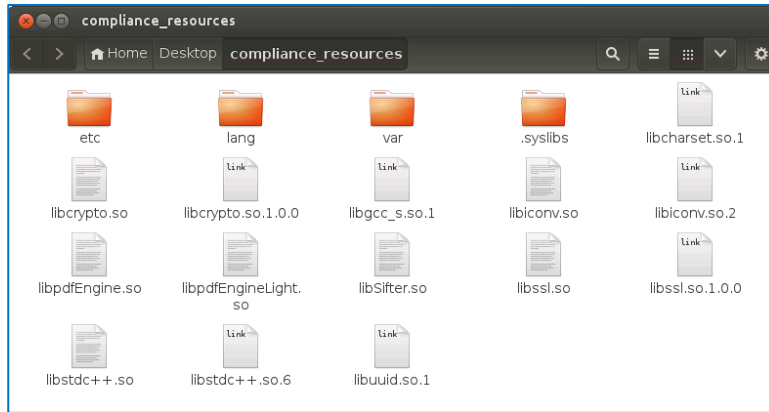 compliance_resources
Home Desktop compliance_resources
link
etc lang var .syslibs libcharset.so.1
link link link
libcrypto.so libcrypto.so.1.0.0 libgcc_s.so.1 libiconv.so libiconv.so.2
link
libpdfEngine.so libpdfEngineLight.so libSifter.so libssl.so libssl.so.1.0.0
link link
libstdc++.so libstdc++.so.6 libuuid.so.1